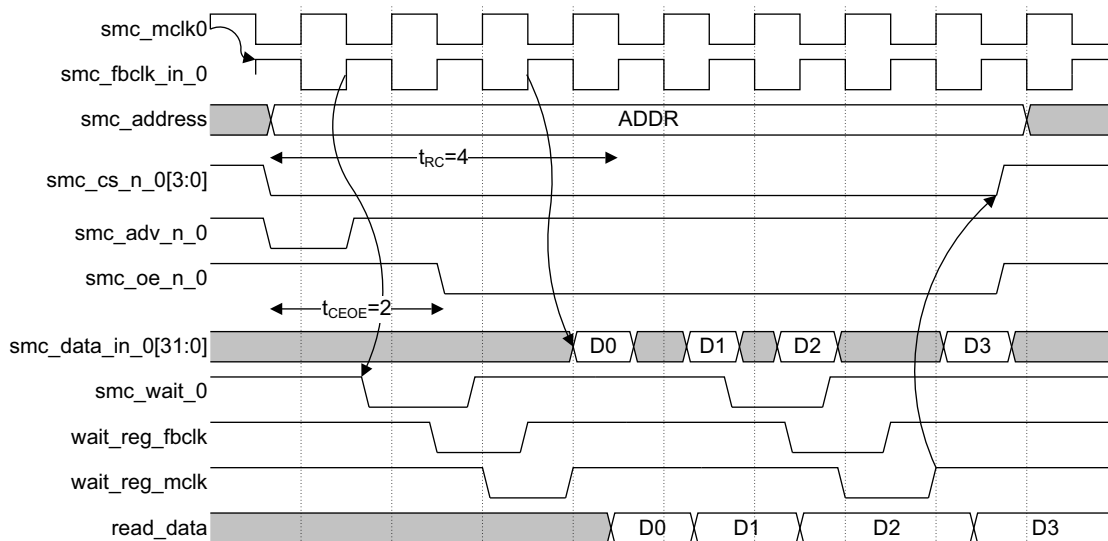 smc_mclk0
smc_fbclk_in_0
smc_address ADDR
t_RC=4
smc_cs_n_0[3:0]
smc_adv_n_0
smc_oe_n_0
t_CEOE=2
smc_data_in_0[31:0] D0 D1 D2 D3
smc_wait_0
wait_reg_fbclk
wait_reg_mclk
read_data D0 D1 D2 D3